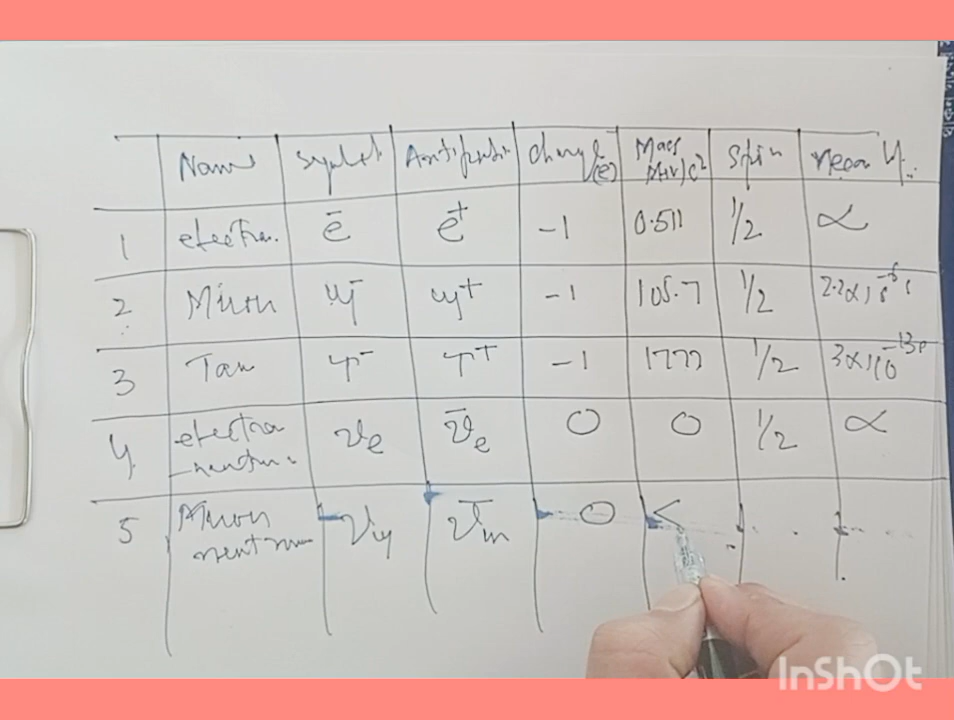 Name Symbol Antiparticle charge (e) Mass MeV/c² Spin mean
1 electron e⁻ e⁺ -1 0.511 1/2 ∝
2 Muon μ⁻ μ⁺ -1 105.7 1/2 2.2×10⁻⁶ s
3 Tau τ⁻ τ⁺ -1 1777 1/2 3×10⁻¹³ s
4 electron νe ν̄e 0 0 1/2 ∝
-neutrino
5 Muon νμ ν̄m 0 <
neutrino
InShOt